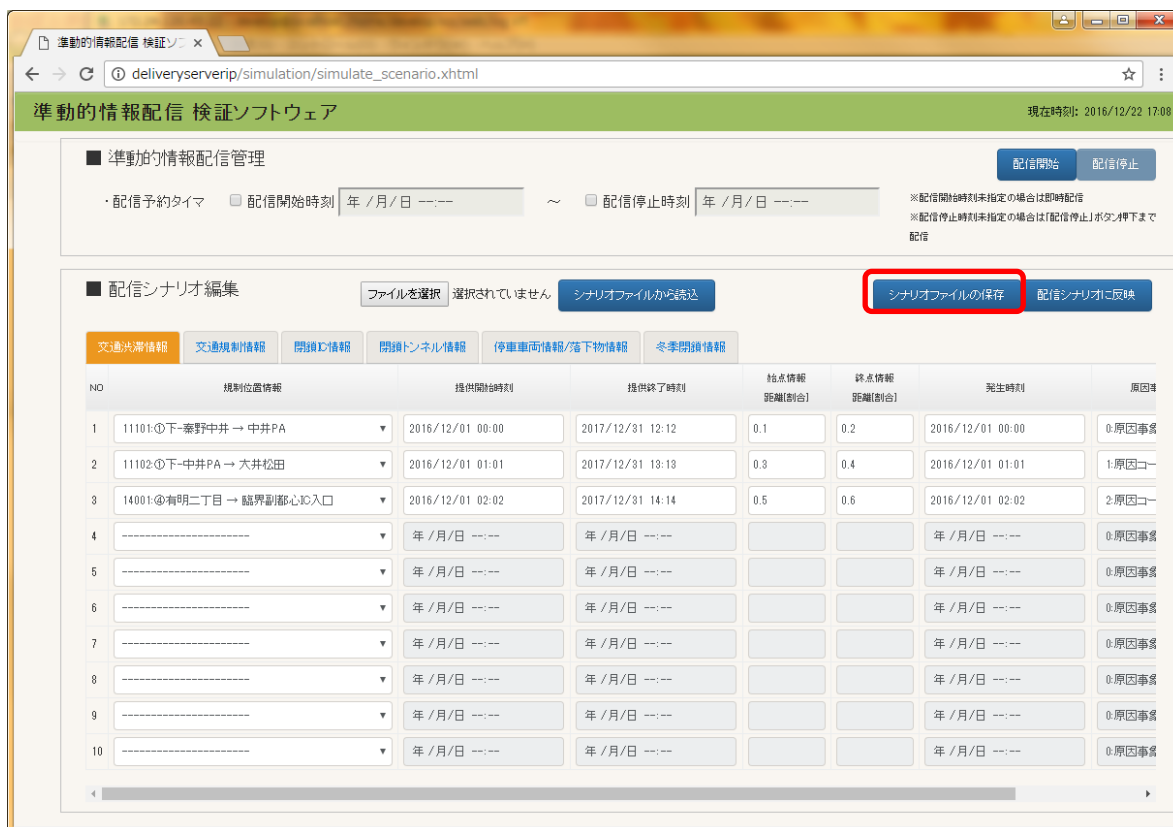 準動的情報配信 検証ソフ ×
deliveryserverip/simulation/simulate_scenario.xhtml
準動的情報配信 検証ソフトウェア 現在時刻: 2016/12/22 17:08
■ 準動的情報配信管理 配信開始 配信停止
・配信予約タイマ 配信開始時刻 年 /月/日 --:-- ～ 配信停止時刻 年 /月/日 --:--
※配信開始時刻未指定の場合は即時配信
※配信停止時刻未指定の場合は「配信停止」ボタン押下まで
配信
■ 配信シナリオ編集 ファイルを選択 選択されていません シナリオファイルから読込 シナリオファイルの保存 配信シナリオに反映
交通渋滞情報 交通規制情報 閉鎖IC情報 閉鎖トンネル情報 停車車両情報/落下物情報 冬季閉鎖情報
NO 規制位置情報 提供開始時刻 提供終了時刻 始点情報 距離[割合] 終点情報 距離[割合] 発生時刻 原因事
1 11101:①下-秦野中井 → 中井PA 2016/12/01 00:00 2017/12/31 12:12 0.1 0.2 2016/12/01 00:00 0:原因事象
2 11102:①下-中井PA → 大井松田 2016/12/01 01:01 2017/12/31 13:13 0.3 0.4 2016/12/01 01:01 1:原因コー
3 14001:④有明二丁目 → 臨界副都心IC入口 2016/12/01 02:02 2017/12/31 14:14 0.5 0.6 2016/12/01 02:02 2:原因コー
4 ---------------------- 年 /月/日 --:-- 年 /月/日 --:-- 年 /月/日 --:-- 0:原因事象
5 ---------------------- 年 /月/日 --:-- 年 /月/日 --:-- 年 /月/日 --:-- 0:原因事象
6 ---------------------- 年 /月/日 --:-- 年 /月/日 --:-- 年 /月/日 --:-- 0:原因事象
7 ---------------------- 年 /月/日 --:-- 年 /月/日 --:-- 年 /月/日 --:-- 0:原因事象
8 ---------------------- 年 /月/日 --:-- 年 /月/日 --:-- 年 /月/日 --:-- 0:原因事象
9 ---------------------- 年 /月/日 --:-- 年 /月/日 --:-- 年 /月/日 --:-- 0:原因事象
10 ---------------------- 年 /月/日 --:-- 年 /月/日 --:-- 年 /月/日 --:-- 0:原因事象